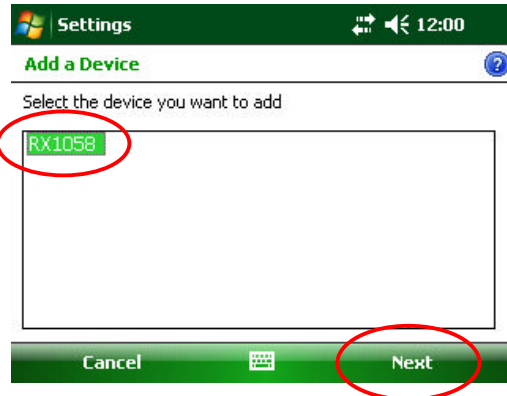 Settings 12:00
Add a Device ?
Select the device you want to add
RX1058
Cancel Next